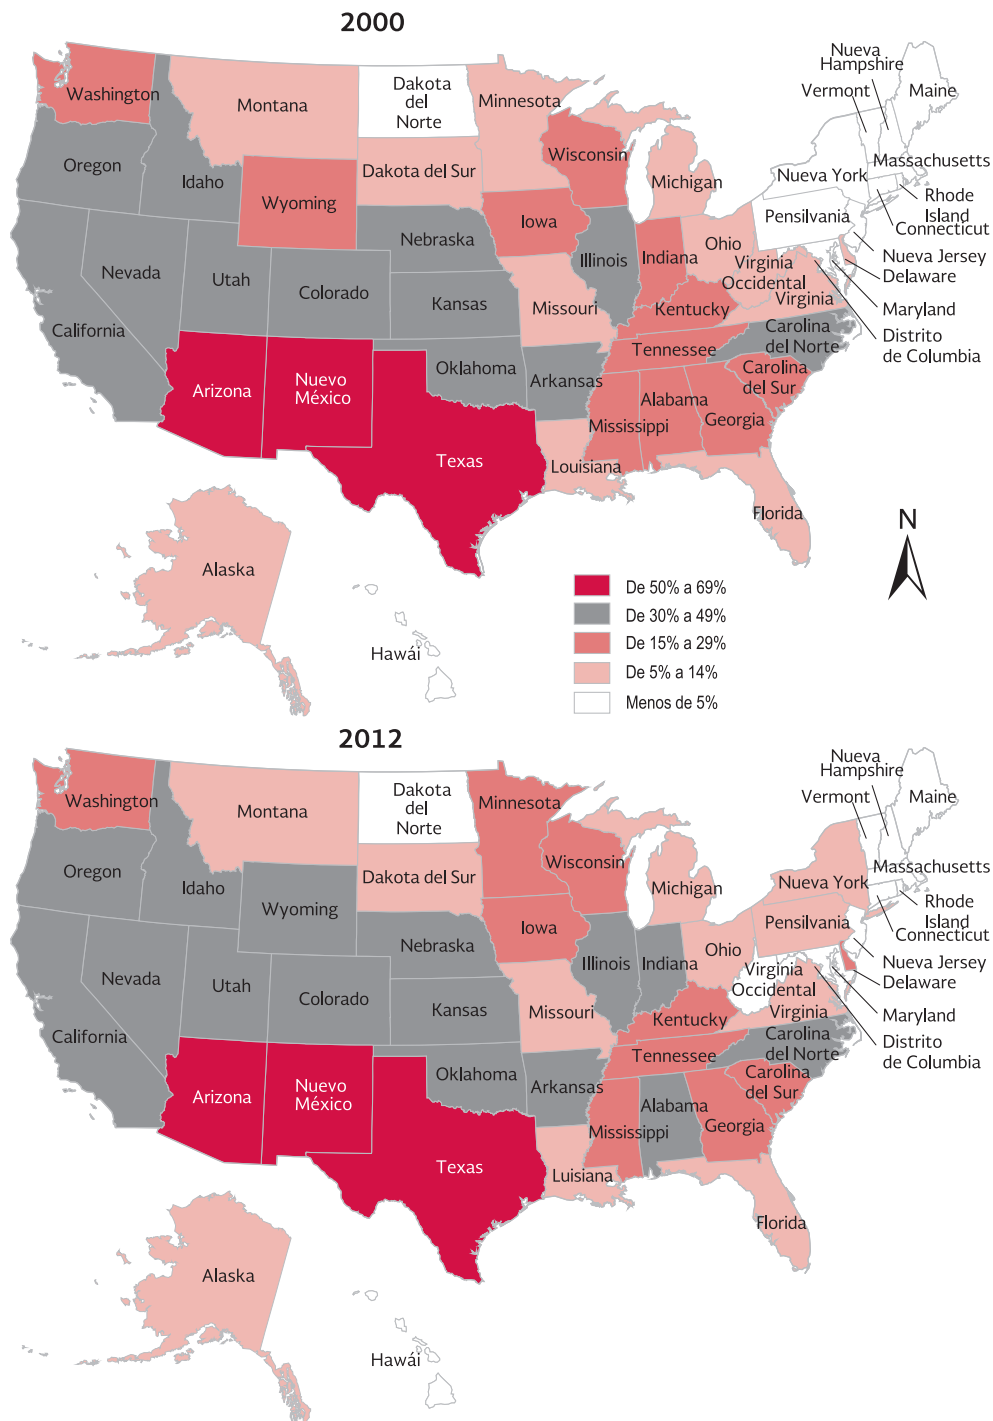 2000
Washington
Montana
Dakota
del
Norte
Minnesota
Nueva
Hampshire
Vermont
Maine
Oregon
Idaho
Wyoming
Dakota del Sur
Wisconsin
Michigan
Nueva York
Massachusetts
Rhode
Island
Connecticut
Pensilvania
Nueva Jersey
Delaware
Maryland
Distrito
de Columbia
Nevada
Utah
Colorado
Nebraska
Iowa
Illinois
Indiana
Ohio
Virginia
Occidental
Virginia
California
Kansas
Missouri
Kentucky
Carolina
del Norte
Tennessee
Carolina
del Sur
Arizona
Nuevo
México
Oklahoma
Arkansas
Alabama
Mississippi
Georgia
Texas
Louisiana
Florida
N
Alaska
Hawái
De 50% a 69%
De 30% a 49%
De 15% a 29%
De 5% a 14%
Menos de 5%
2012
Washington
Montana
Dakota
del
Norte
Minnesota
Nueva
Hampshire
Vermont
Maine
Oregon
Idaho
Wyoming
Dakota del Sur
Wisconsin
Michigan
Nueva York
Massachusetts
Rhode
Island
Connecticut
Pensilvania
Nueva Jersey
Delaware
Maryland
Distrito
de Columbia
Nevada
Utah
Colorado
Nebraska
Iowa
Illinois
Indiana
Ohio
Virginia
Occidental
Virginia
California
Kansas
Missouri
Kentucky
Carolina
del Norte
Tennessee
Carolina
del Sur
Arizona
Nuevo
México
Oklahoma
Arkansas
Alabama
Mississippi
Georgia
Texas
Luisiana
Florida
Alaska
Hawái